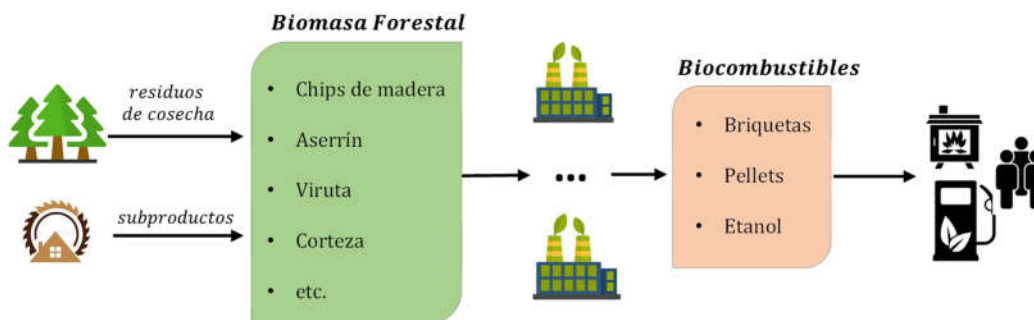 Biomasa Forestal
residuos
de cosecha
subproductos
• Chips de madera
• Aserrín
• Viruta
• Corteza
• etc.
...
Biocombustibles
• Briquetas
• Pellets
• Etanol